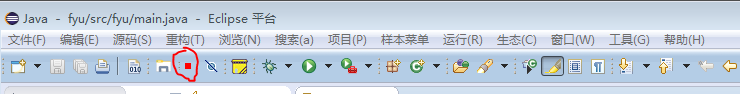 Java - fyu/src/fyu/main.java - Eclipse 平台
文件(F) 编辑(E) 源码(S) 重构(T) 浏览(N) 搜索(a) 项目(P) 样本菜单 运行(R) 生态(C) 窗口(W) 工具(G) 帮助(H)
010